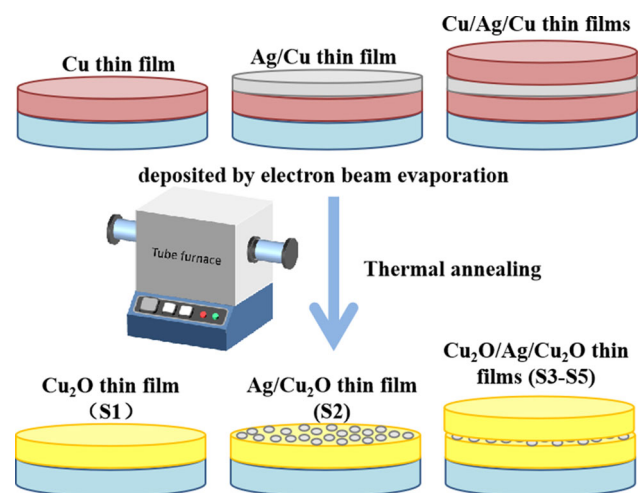 Cu/Ag/Cu thin films
Cu thin film
Ag/Cu thin film
deposited by electron beam evaporation
Tube furnace
Thermal annealing
Cu₂O thin film
（S1）
Ag/Cu₂O thin film
(S2)
Cu₂O/Ag/Cu₂O thin
films (S3-S5)